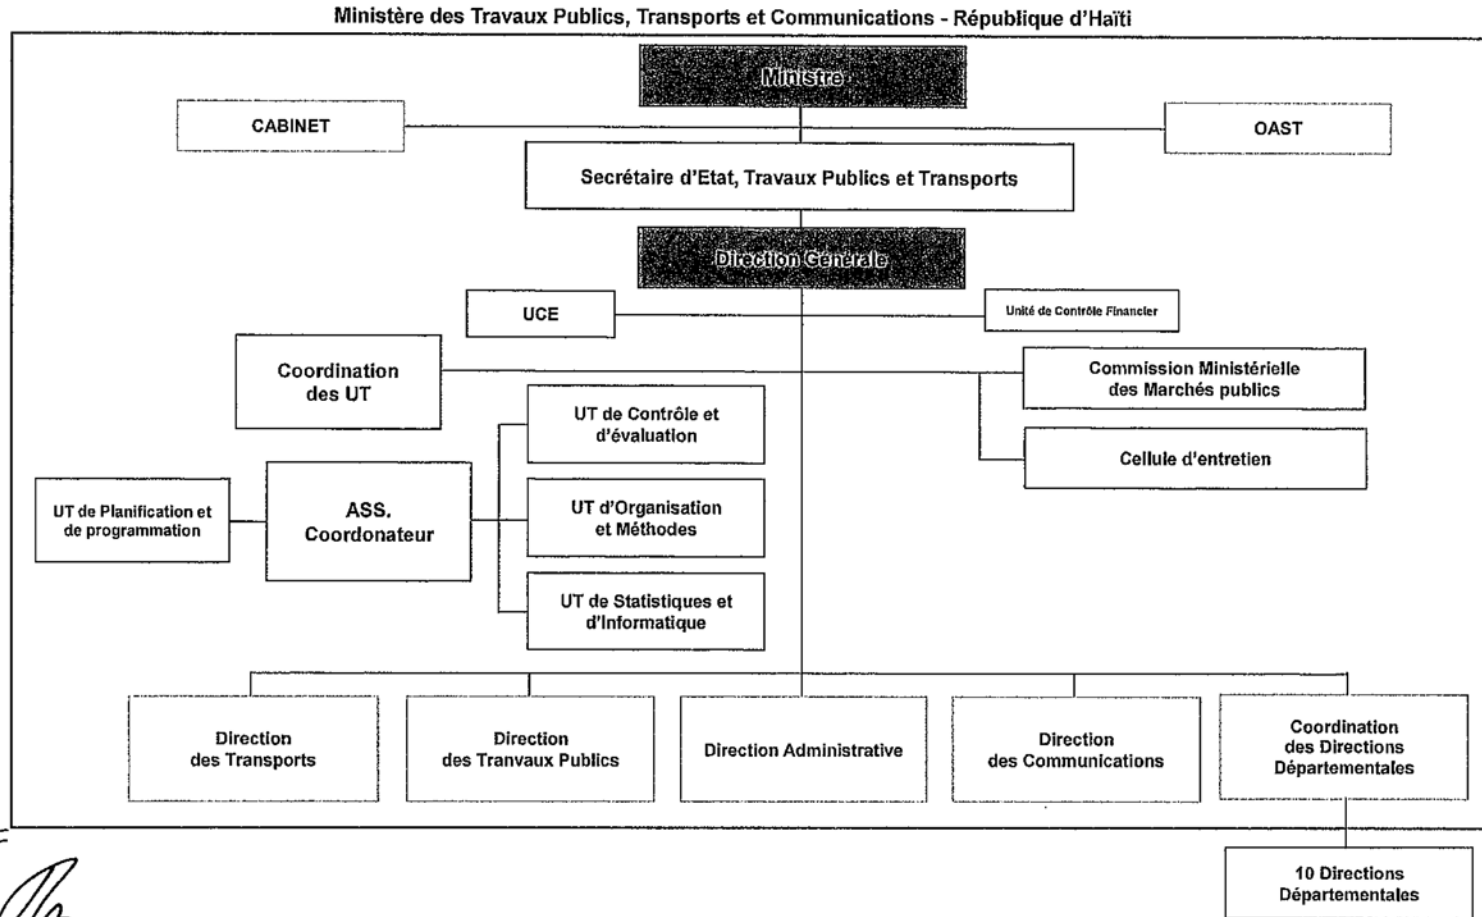 Ministère des Travaux Publics, Transports et Communications - République d'Haïti
Ministre
CABINET
OAST
Secrétaire d'Etat, Travaux Publics et Transports
Direction Générale
UCE
Unité de Contrôle Financier
Coordination
des UT
Commission Ministérielle
des Marchés publics
UT de Contrôle et
d'évaluation
Cellule d'entretien
UT de Planification et
de programmation
ASS.
Coordonateur
UT d'Organisation
et Méthodes
UT de Statistiques et
d'Informatique
Direction
des Transports
Direction
des Tranvaux Publics
Direction Administrative
Direction
des Communications
Coordination
des Directions
Départementales
10 Directions
Départementales